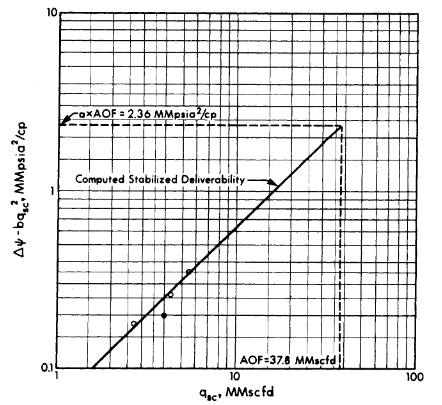 10
a×AOF = 2.36 MMpsia²/cp
Computed Stabilized Deliverability
1
Δψ-bq²sc, MMpsia²/cp
0.1
AOF=37.8 MMscfd
1
10
100
qsc, MMscfd